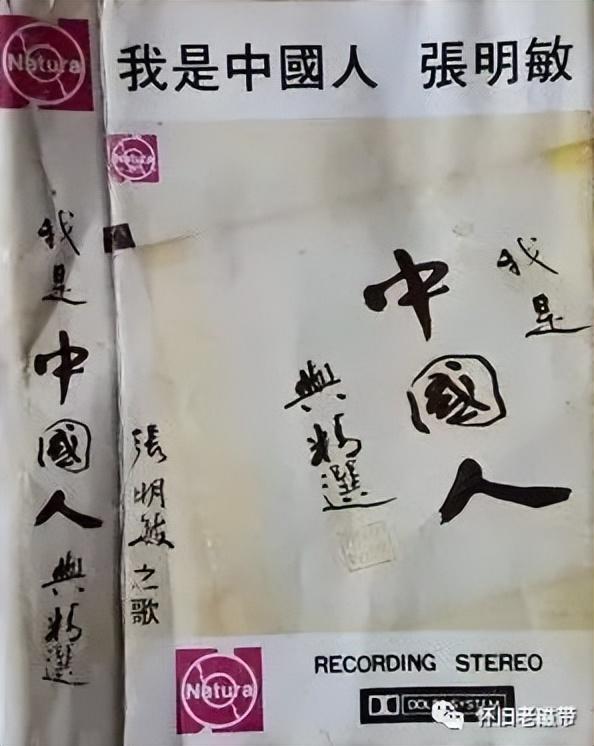 Natura
我是中國人 張明敏
Natura
我是
中國人
與精選
我是
中國人
與精選
張明敏之歌
Natura
RECORDING STEREO
DOLBY SYSTEM
怀旧老磁带